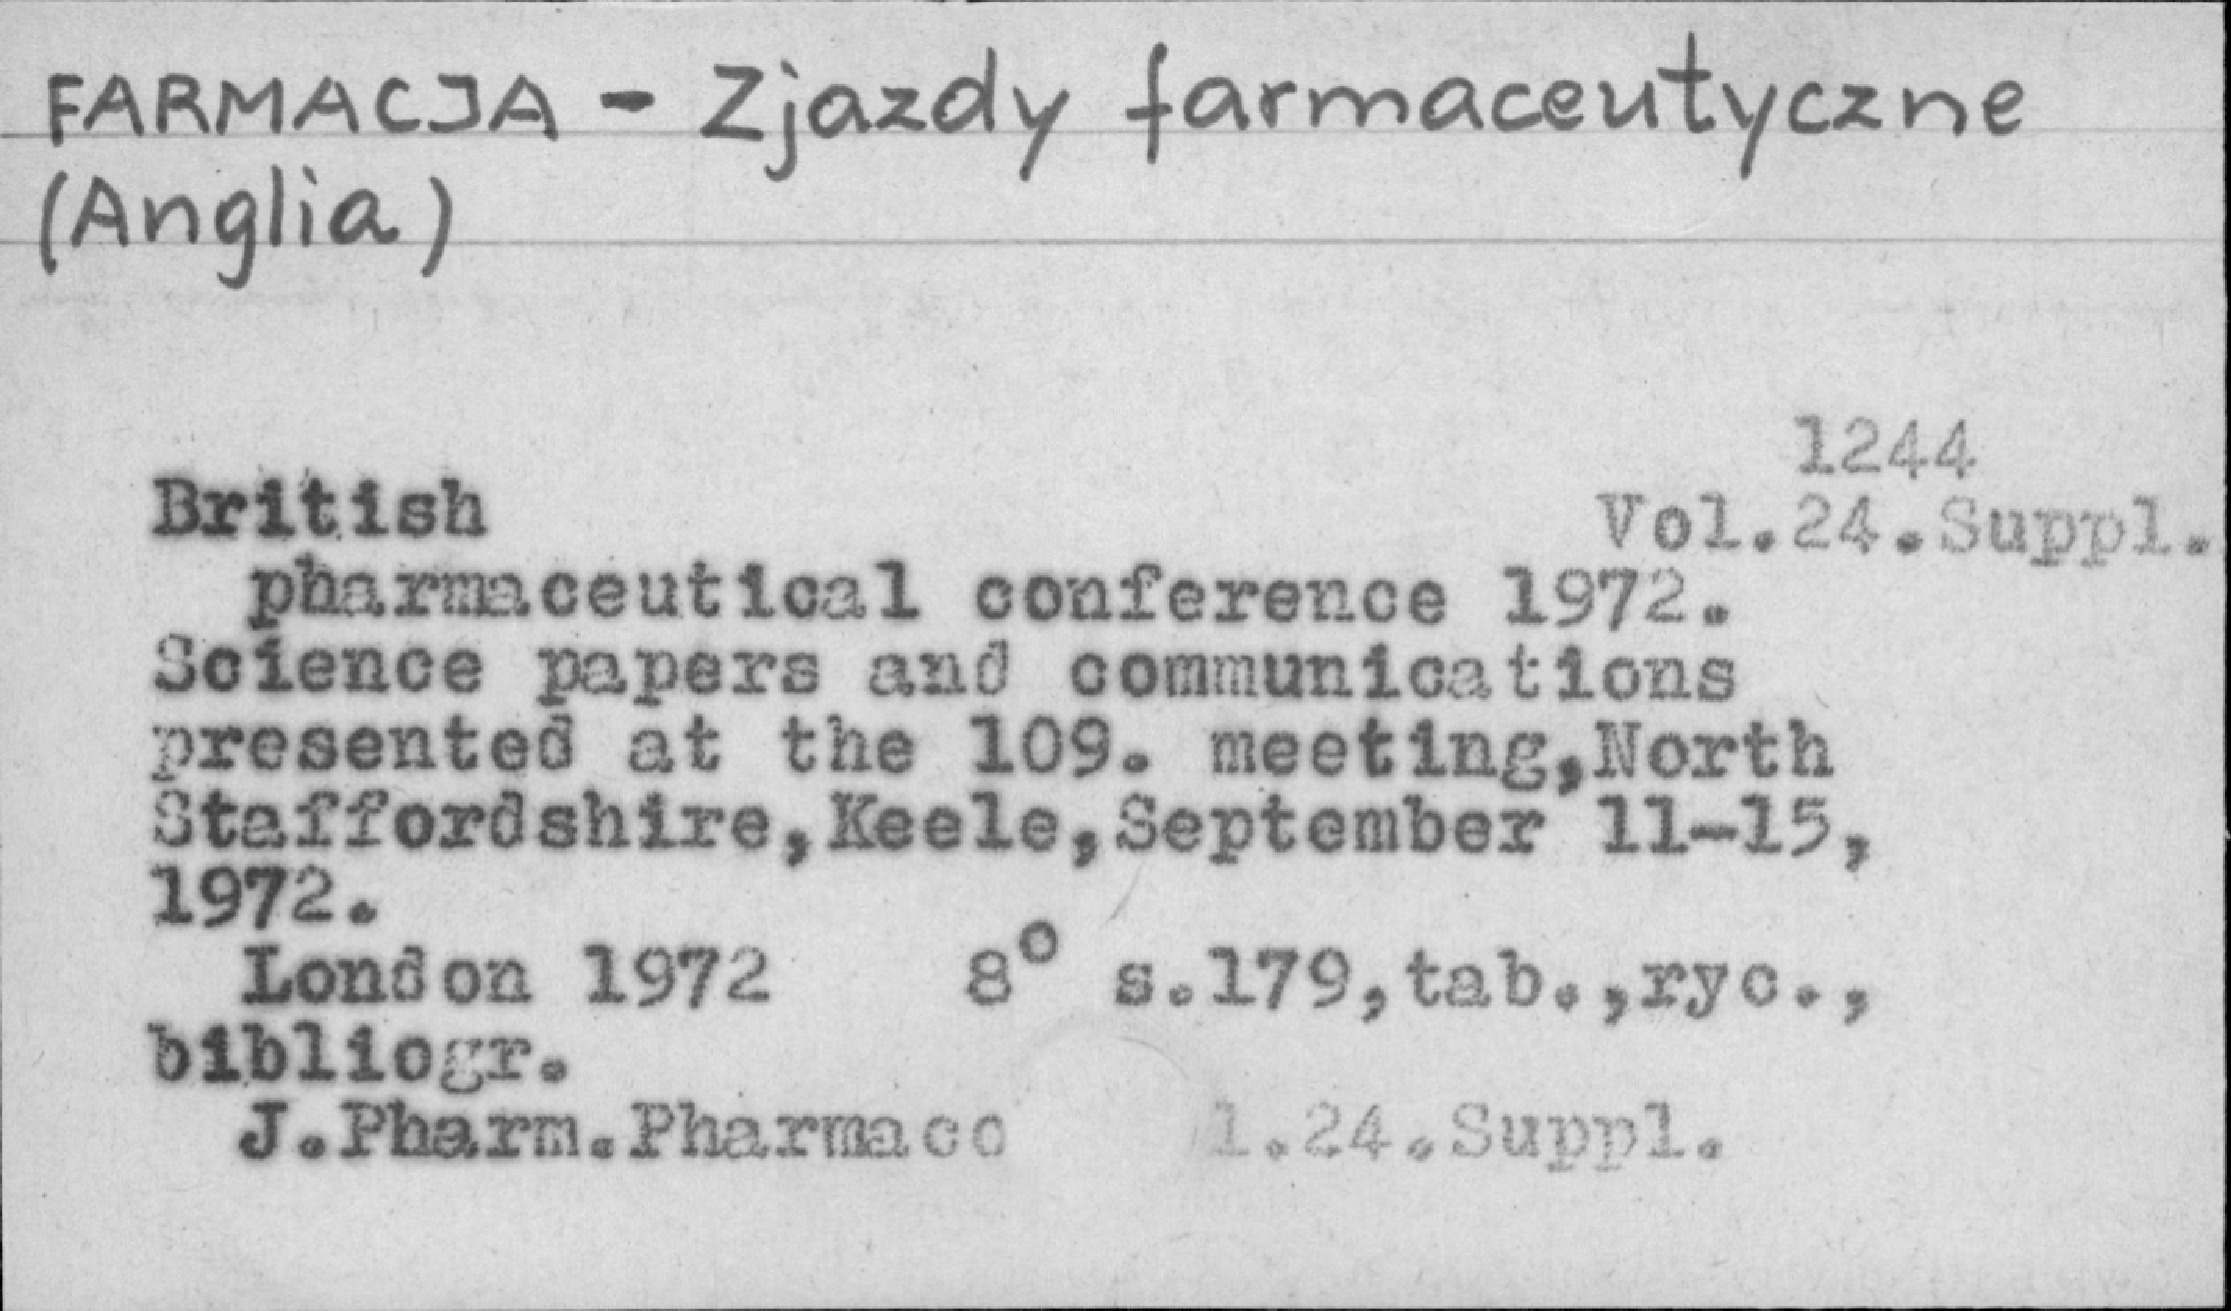 FARMACJA - Zjazdy farmaceutyczne
(Anglia)
1244
British
Vol.24.Suppl.
pharmaceutical conference 1972.
Science papers and communications
presented at the 109. meeting,North
Staffordshire,Keele,September 11-15,
1972.
London 1972 8° s.179,tab.,ryc.,
bibliogr.
J.Pharm.Pharmaco l.24.Suppl.